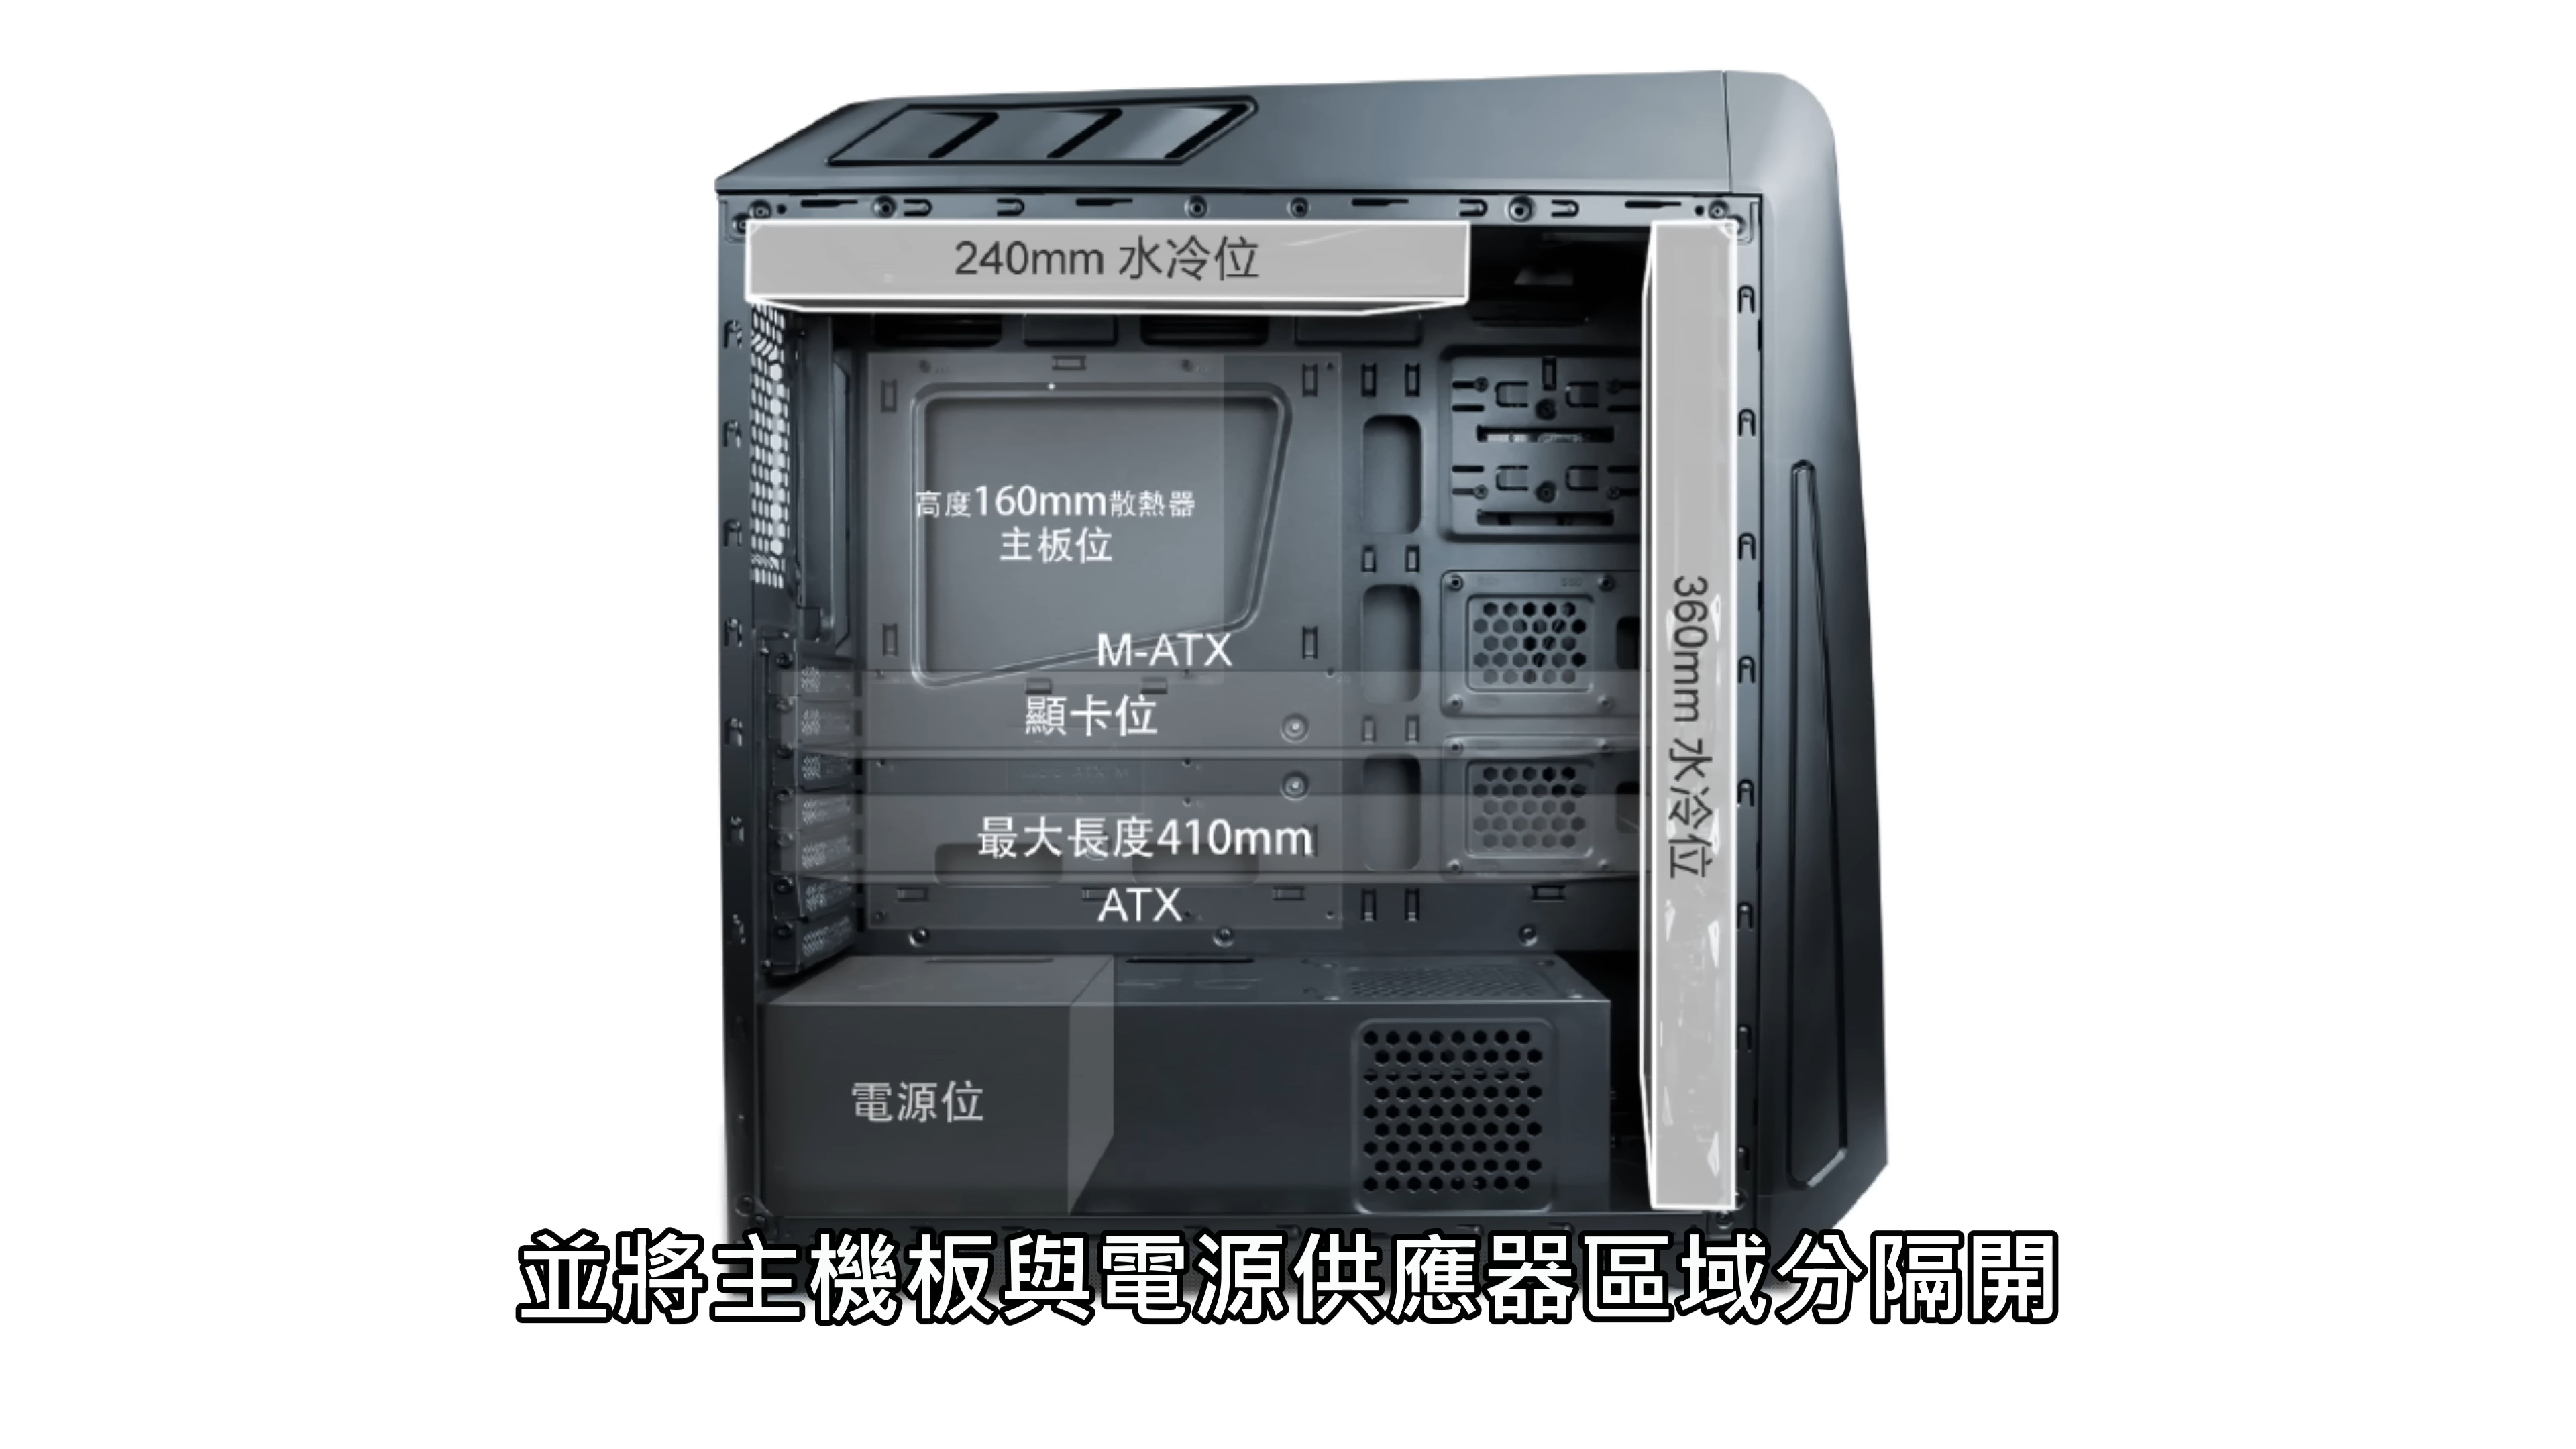 240mm 水冷位
高度160mm散熱器
主板位
M-ATX
顯卡位
最大長度410mm
ATX
360mm 水冷位
電源位
並將主機板與電源供應器區域分隔開